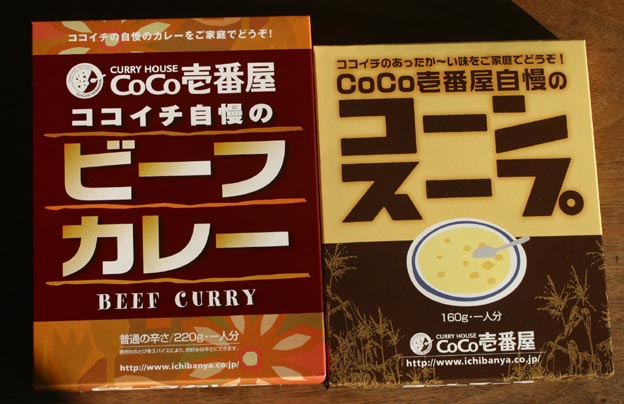 ココイチの自慢のカレーをご家庭でどうぞ!
CURRY HOUSE
CoCo壱番屋
ココイチ自慢の
ビーフ
カレー
BEEF CURRY
普通の辛さ/220g・一人分
http://www.ichibanya.co.jp/
ココイチのあったか〜い味をご家庭でどうぞ!
CoCo壱番屋自慢の
コーン
スープ。
160g・一人分
CURRY HOUSE
CoCo壱番屋
http://www.ichibanya.co.jp/